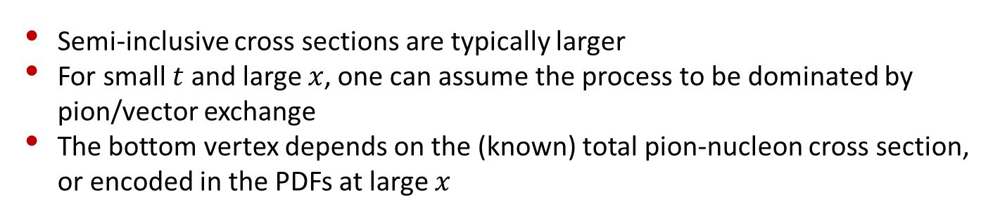 • Semi-inclusive cross sections are typically larger
• For small t and large x, one can assume the process to be dominated by
pion/vector exchange
• The bottom vertex depends on the (known) total pion-nucleon cross section,
or encoded in the PDFs at large x